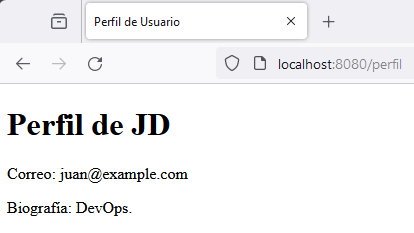 Perfil de Usuario
localhost:8080/perfil
Perfil de JD
Correo: juan@example.com
Biografía: DevOps.